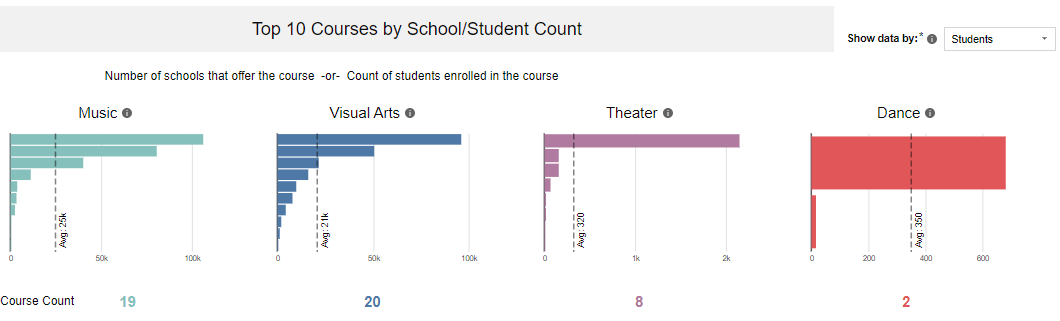 Top 10 Courses by School/Student Count
Show data by:* Students
Number of schools that offer the course -or- Count of students enrolled in the course
Music
Visual Arts
Theater
Dance
Avg: 25k
Avg: 21k
Avg: 320
Avg: 350
0 50k 100k
0 50k 100k
0 1k 2k
0 200 400 600
Course Count 19 20 8 2